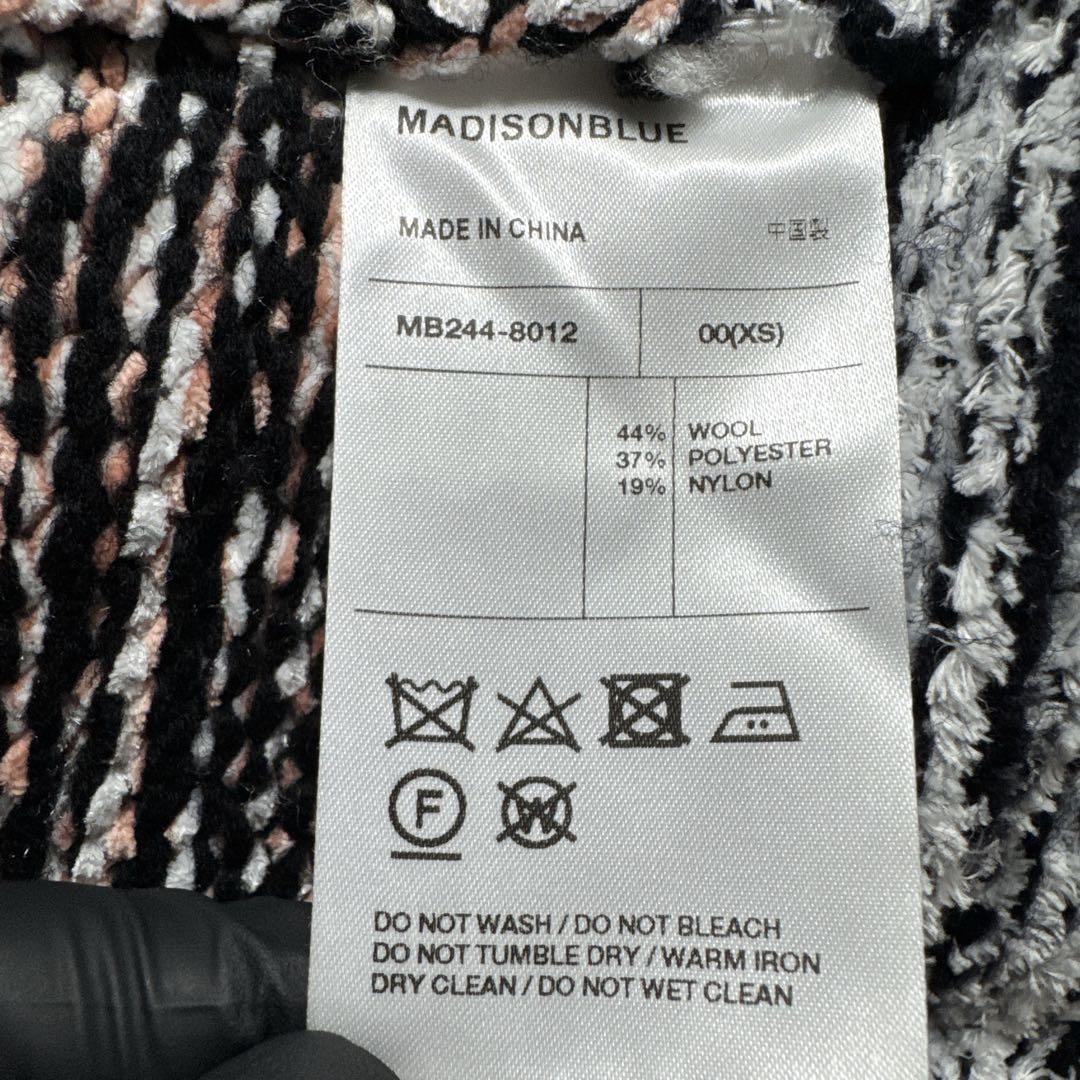 MADISONBLUE
MADE IN CHINA 中国製
MB244-8012 00(XS)
44% WOOL
37% POLYESTER
19% NYLON
F W
DO NOT WASH / DO NOT BLEACH
DO NOT TUMBLE DRY / WARM IRON
DRY CLEAN / DO NOT WET CLEAN